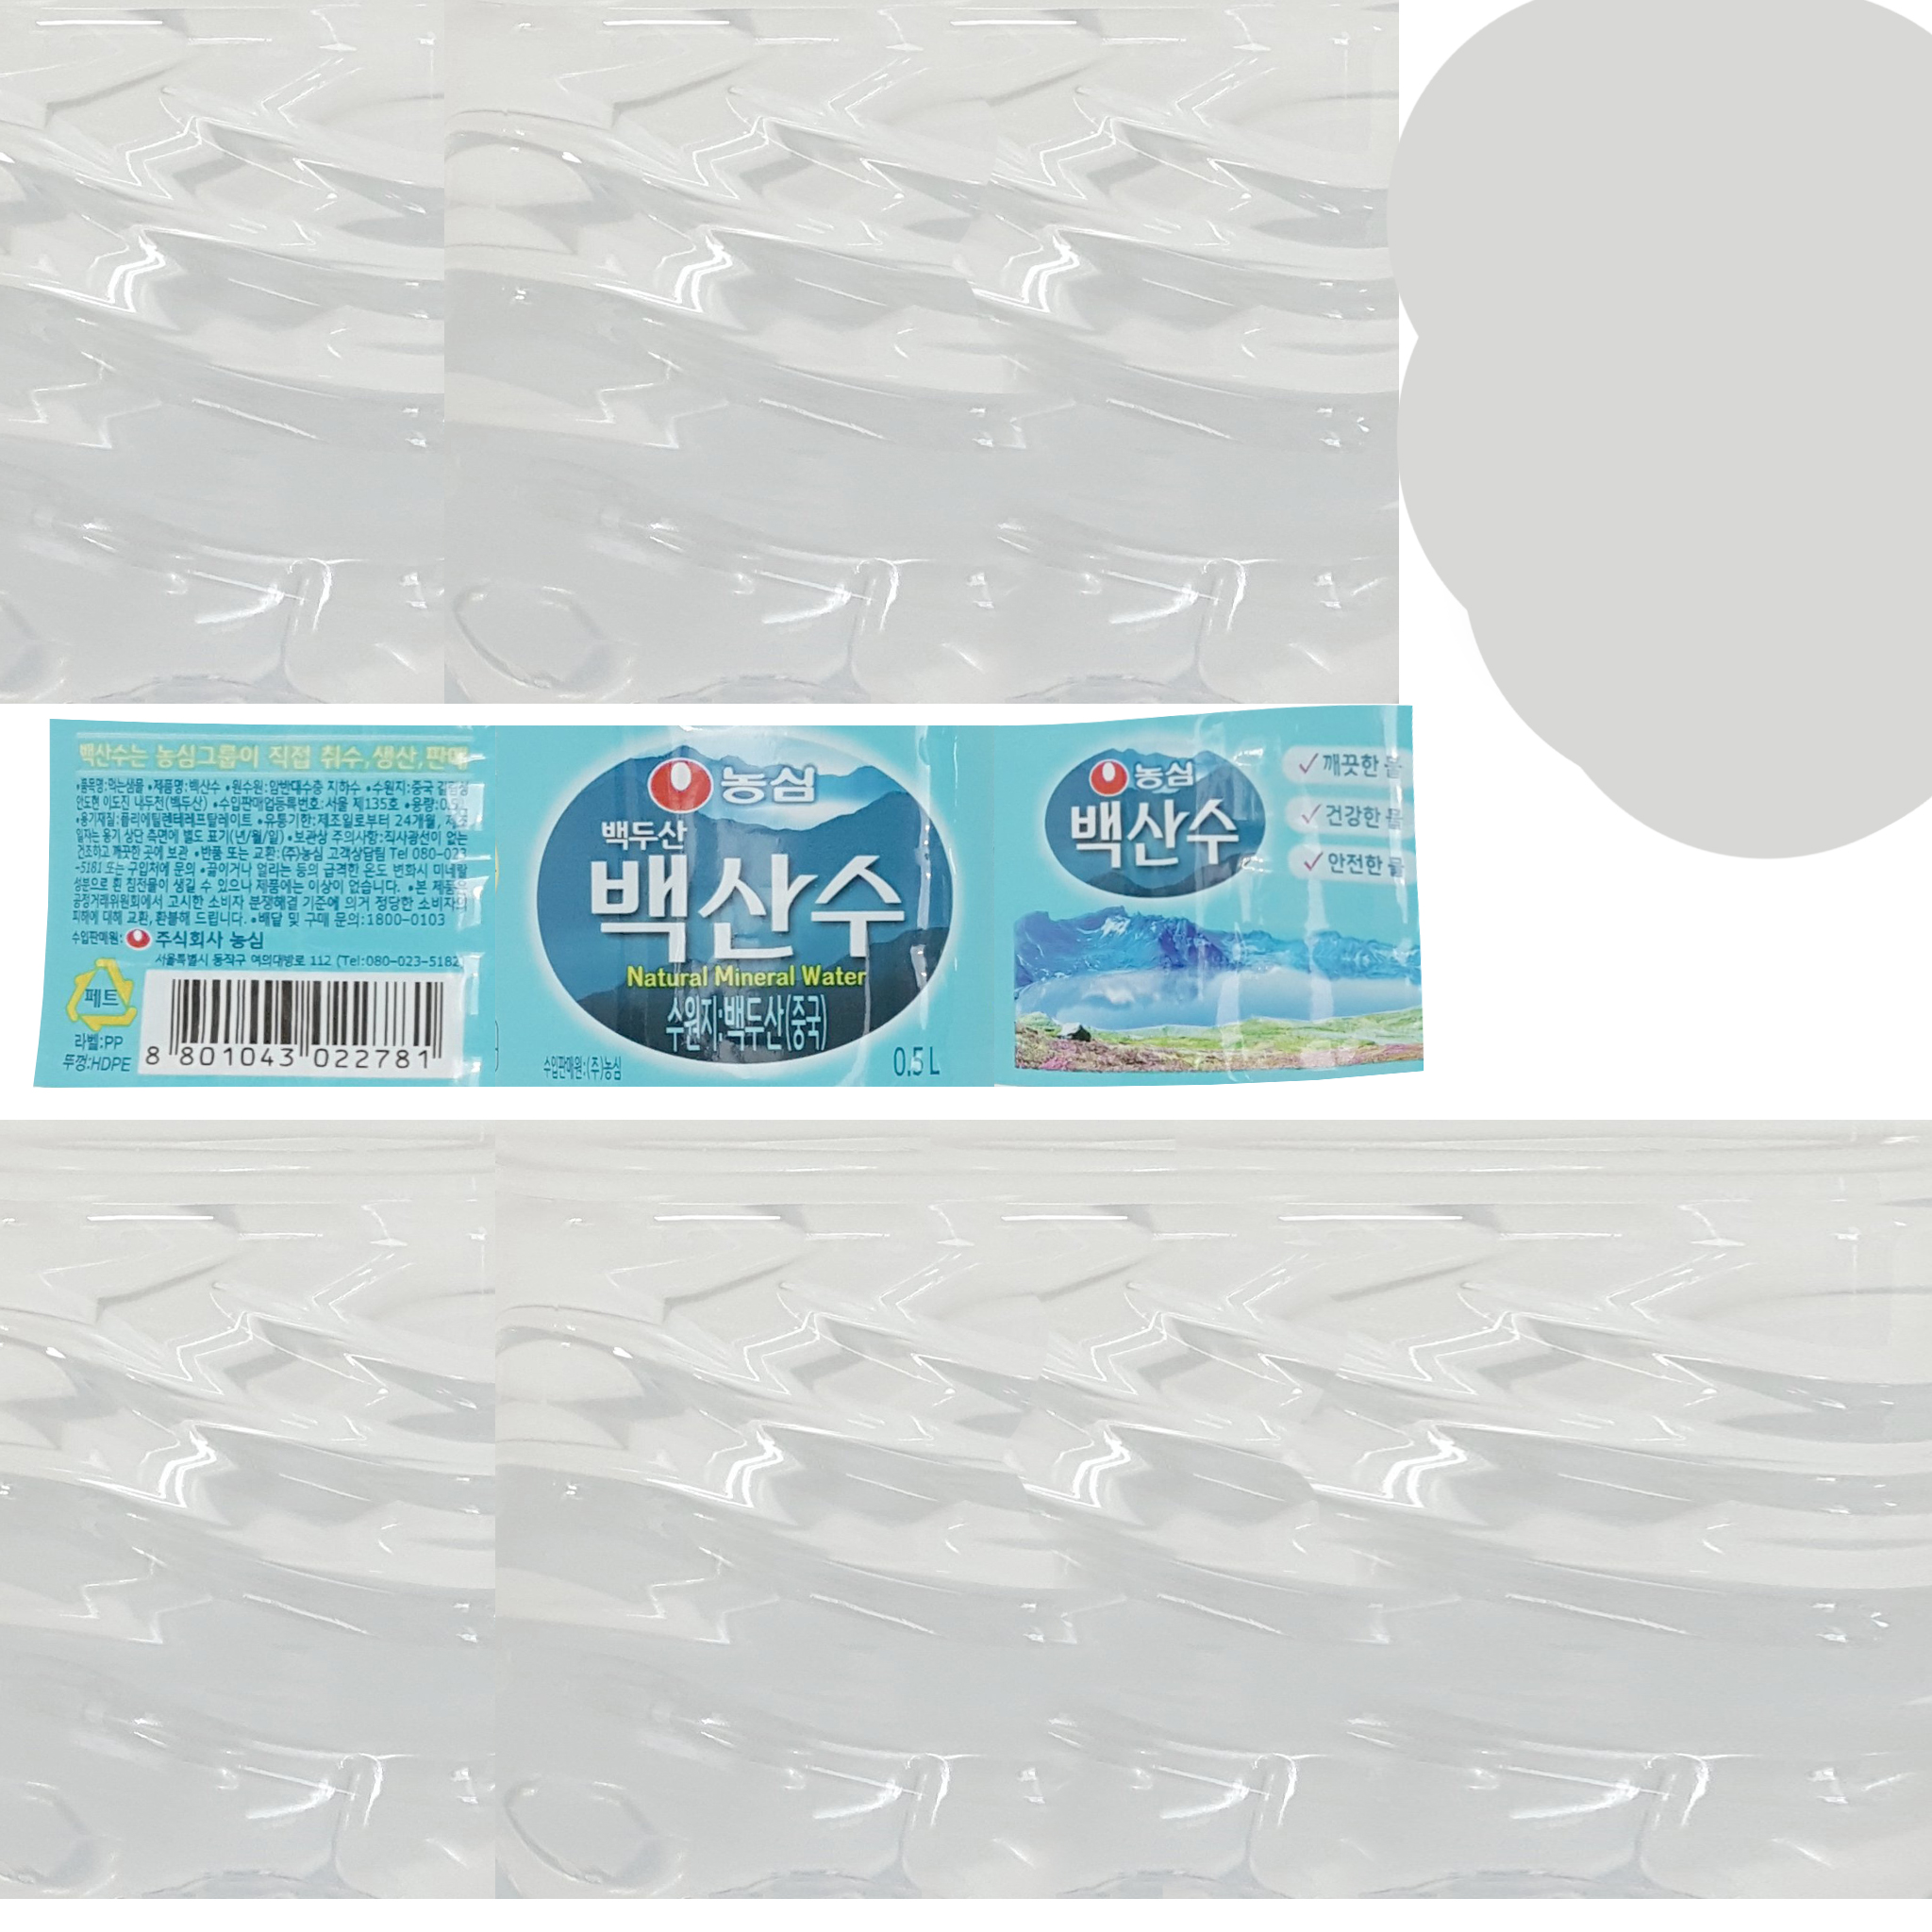 백산수는 농심그룹이 직접 취수, 생산, 판매
•품목명:먹는샘물 •제품명:백산수 •원수원:암반대수층 지하수 •수원지:중국 길림성
안도현 이도진 내두천(백두산) •수입판매업등록번호:서울 제135호 •용량:0.5L
•용기재질:폴리에틸렌테레프탈레이트 •유통기한:제조일로부터 24개월, 제조
일자는 용기 상단 측면에 별도 표기(년/월/일) •보관상 주의사항:직사광선이 없는
건조하고 깨끗한 곳에 보관 •반품 또는 교환:(주)농심 고객상담팀 Tel 080-023
-5181 또는 구입처에 문의 •끓이거나 얼리는 등의 급격한 온도 변화시 미네랄
성분으로 흰 침전물이 생길 수 있으나 제품에는 이상이 없습니다. •본 제품은
공정거래위원회에서 고시한 소비자 분쟁해결 기준에 의거 정당한 소비자의
피해에 대해 교환, 환불해 드립니다. •배달 및 구매 문의:1800-0103
수입판매원: 주식회사 농심
서울특별시 동작구 여의대방로 112 (Tel:080-023-5182
페트
라벨:PP
뚜껑:HDPE
8 801043 022781
농심
백두산
백산수
Natural Mineral Water
수원지:백두산(중국)
수입판매원:(주)농심
0.5 L
농심
백산수
깨끗한 물
건강한 물
안전한 물